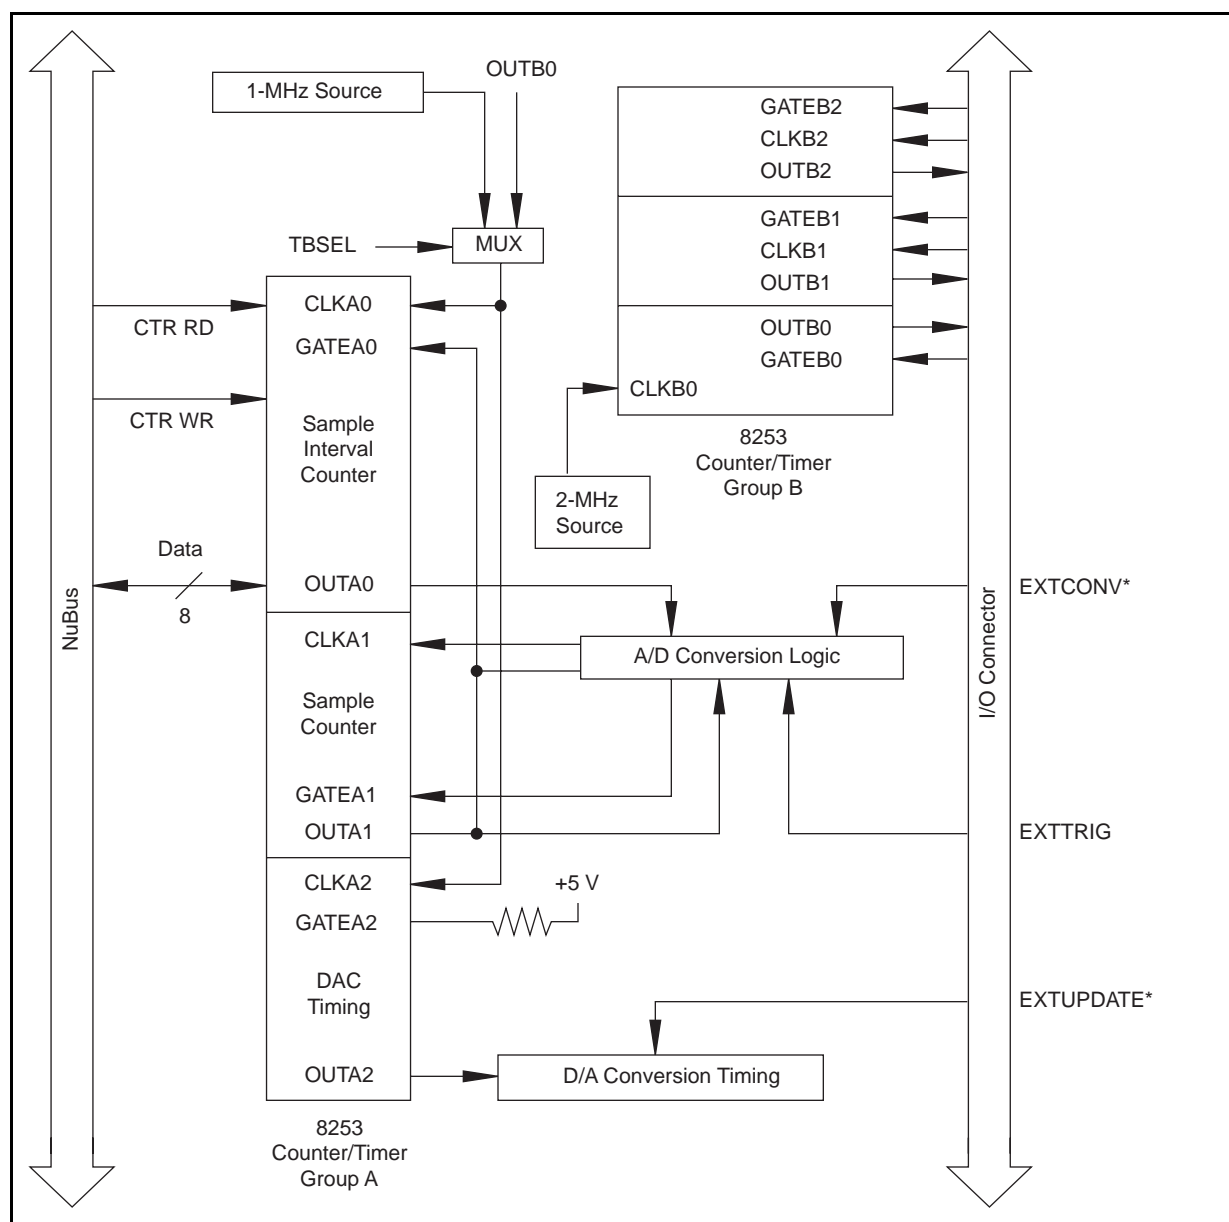 1-MHz Source
OUTB0
TBSEL
MUX
GATEB2
CLKB2
OUTB2
GATEB1
CLKB1
OUTB1
OUTB0
GATEB0
CLKB0
8253
Counter/Timer
Group B
2-MHz
Source
NuBus
CTR RD
CTR WR
Data
8
CLKA0
GATEA0
Sample
Interval
Counter
OUTA0
CLKA1
Sample
Counter
GATEA1
OUTA1
CLKA2
GATEA2
+5 V
DAC
Timing
OUTA2
8253
Counter/Timer
Group A
A/D Conversion Logic
D/A Conversion Timing
I/O Connector
EXTCONV*
EXTTRIG
EXTUPDATE*